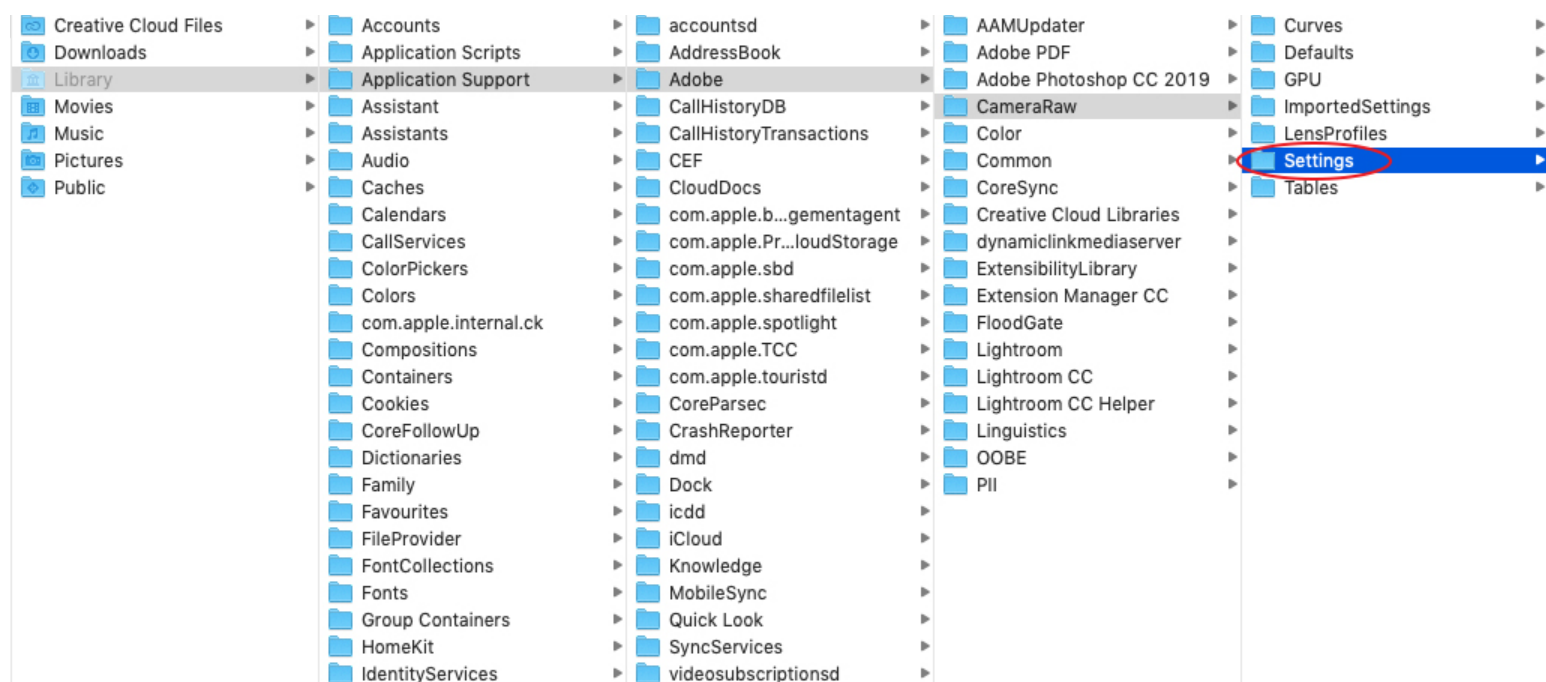 Creative Cloud Files
Downloads
Library
Movies
Music
Pictures
Public
Accounts
Application Scripts
Application Support
Assistant
Assistants
Audio
Caches
Calendars
CallServices
ColorPickers
Colors
com.apple.internal.ck
Compositions
Containers
Cookies
CoreFollowUp
Dictionaries
Family
Favourites
FileProvider
FontCollections
Fonts
Group Containers
HomeKit
IdentityServices
accountsd
AddressBook
Adobe
CallHistoryDB
CallHistoryTransactions
CEF
CloudDocs
com.apple.b...gementagent
com.apple.Pr...loudStorage
com.apple.sbd
com.apple.sharedfilelist
com.apple.spotlight
com.apple.TCC
com.apple.touristd
CoreParsec
CrashReporter
dmd
Dock
icdd
iCloud
Knowledge
MobileSync
Quick Look
SyncServices
videosubscriptionsd
AAMUpdater
Adobe PDF
Adobe Photoshop CC 2019
CameraRaw
Color
Common
CoreSync
Creative Cloud Libraries
dynamiclinkmediaserver
ExtensibilityLibrary
Extension Manager CC
FloodGate
Lightroom
Lightroom CC
Lightroom CC Helper
Linguistics
OOBE
PII
Curves
Defaults
GPU
ImportedSettings
LensProfiles
Settings
Tables